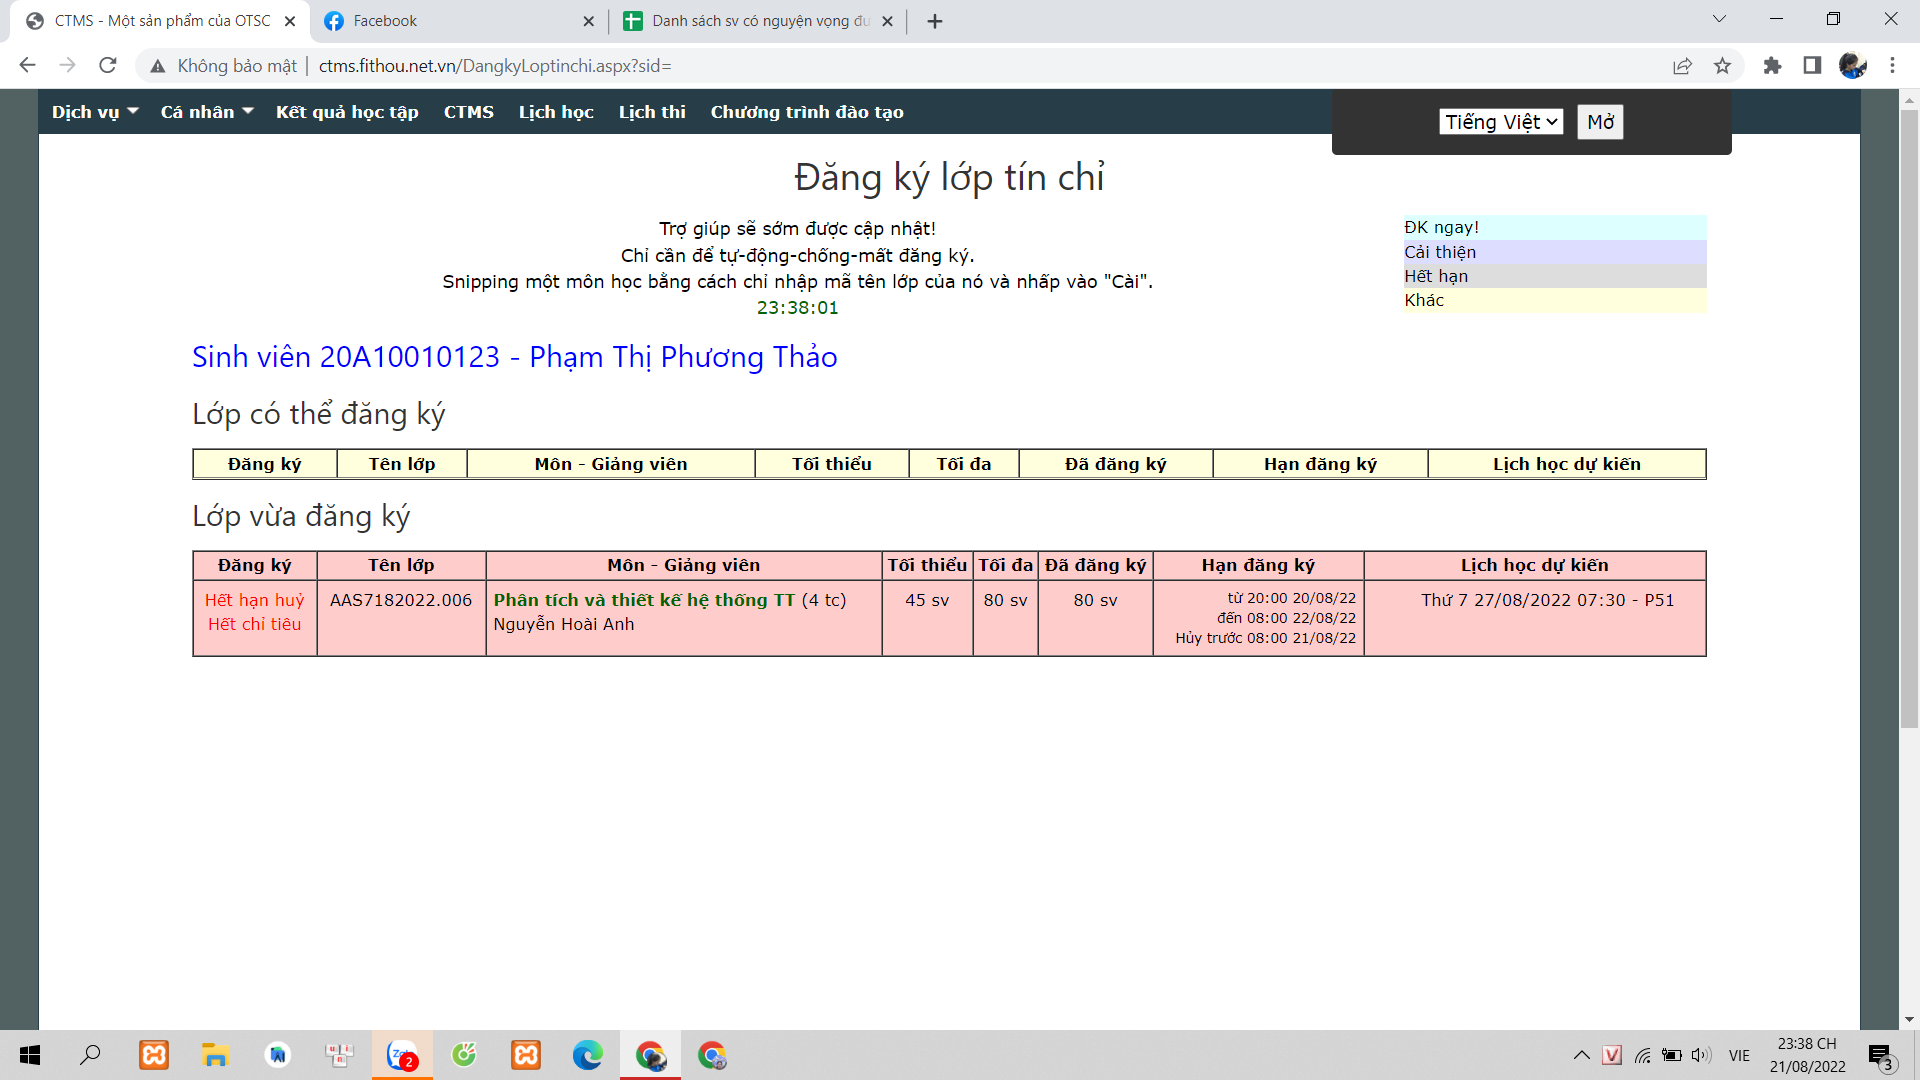 CTMS - Một sản phẩm của OTSC
Facebook
Danh sách sv có nguyện vọng đu
Không bảo mật
ctms.fithou.net.vn/DangkyLoptinchi.aspx?sid=
Dịch vụ Cá nhân Kết quả học tập CTMS Lịch học Lịch thi Chương trình đào tạo
Tiếng Việt Mở
Đăng ký lớp tín chỉ
Trợ giúp sẽ sớm được cập nhật!
Chỉ cần để tự-động-chống-mất đăng ký.
Snipping một môn học bằng cách chỉ nhập mã tên lớp của nó và nhấp vào "Cài".
23:38:01
ĐK ngay!
Cải thiện
Hết hạn
Khác
Sinh viên 20A10010123 - Phạm Thị Phương Thảo
Lớp có thể đăng ký
Đăng ký Tên lớp Môn - Giảng viên Tối thiểu Tối đa Đã đăng ký Hạn đăng ký Lịch học dự kiến
Lớp vừa đăng ký
Đăng ký Tên lớp Môn - Giảng viên Tối thiểu Tối đa Đã đăng ký Hạn đăng ký Lịch học dự kiến
Hết hạn huỷ
Hết chỉ tiêu
AAS7182022.006
Phân tích và thiết kế hệ thống TT (4 tc)
Nguyễn Hoài Anh
45 sv
80 sv
80 sv
từ 20:00 20/08/22
đến 08:00 22/08/22
Hủy trước 08:00 21/08/22
Thứ 7 27/08/2022 07:30 - P51
2
VIE
23:38 CH
21/08/2022
3